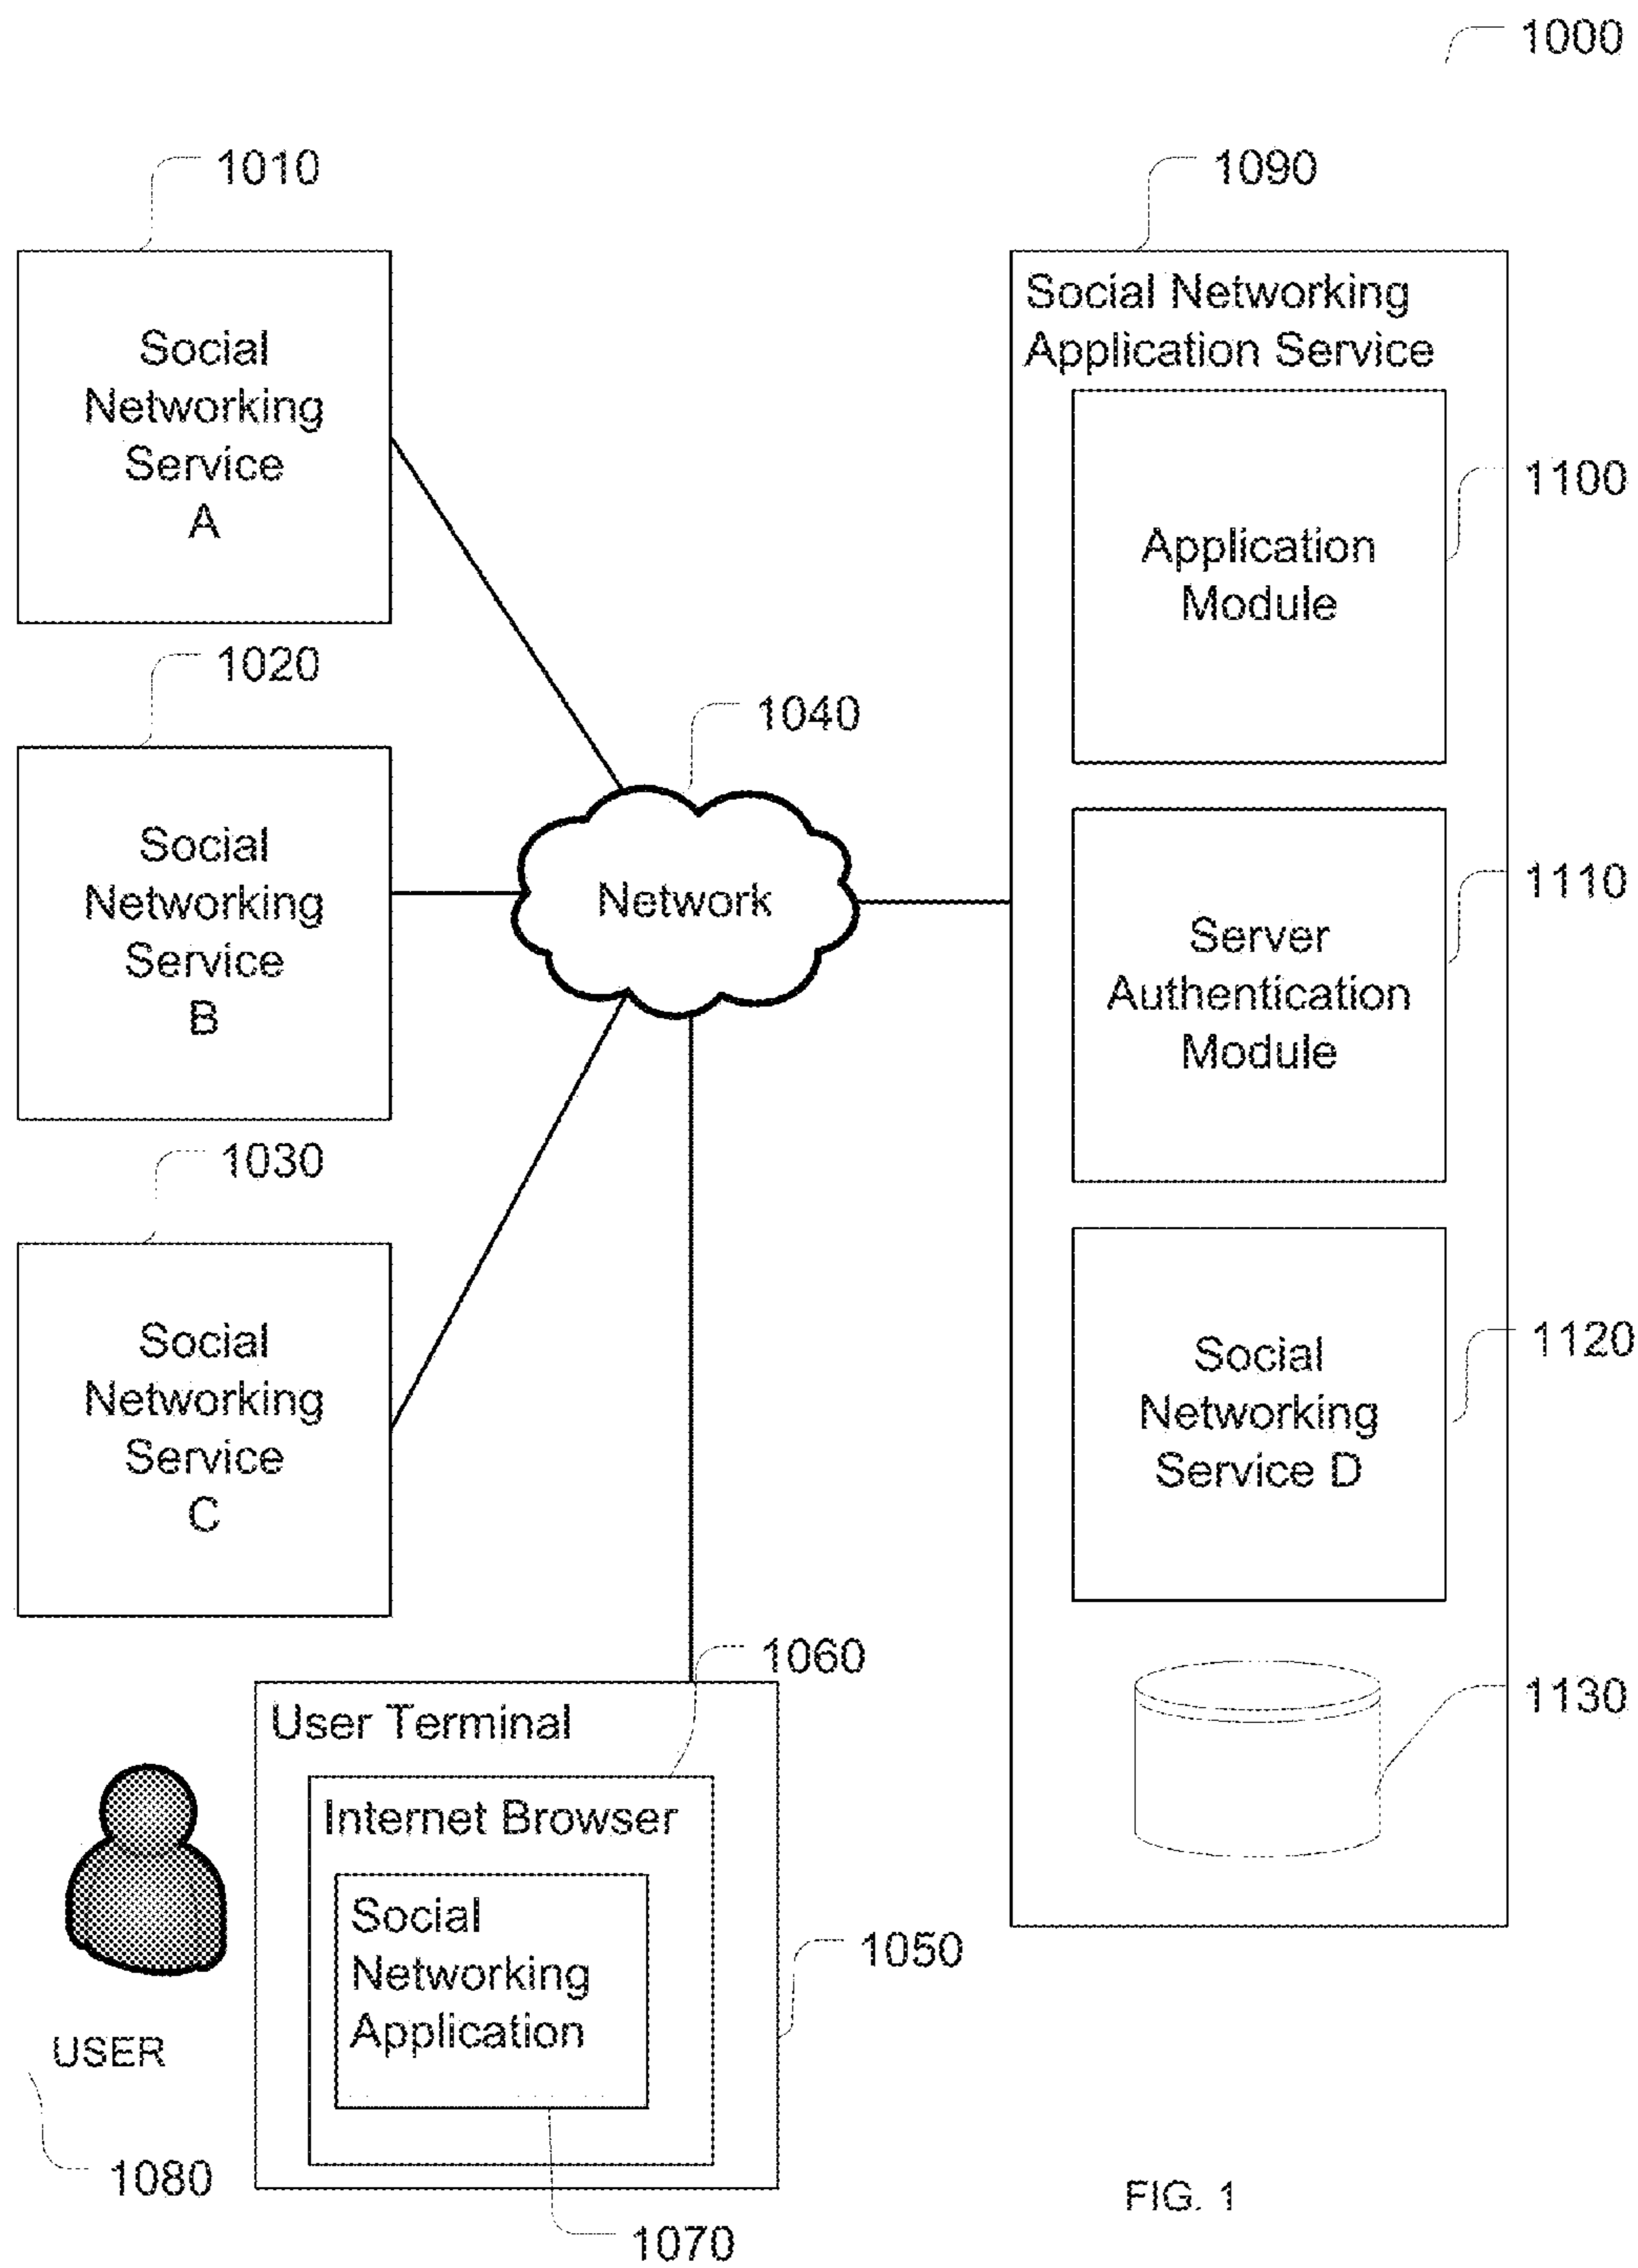 1000
1010
Social
Networking
Service
A
1020
Social
Networking
Service
B
1030
Social
Networking
Service
C
1040
Network
1090
Social Networking
Application Service
Application
Module
1100
Server
Authentication
Module
1110
Social
Networking
Service D
1120
1130
1060
User Terminal
Internet Browser
Social
Networking
Application
1050
1070
USER
1080
FIG. 1